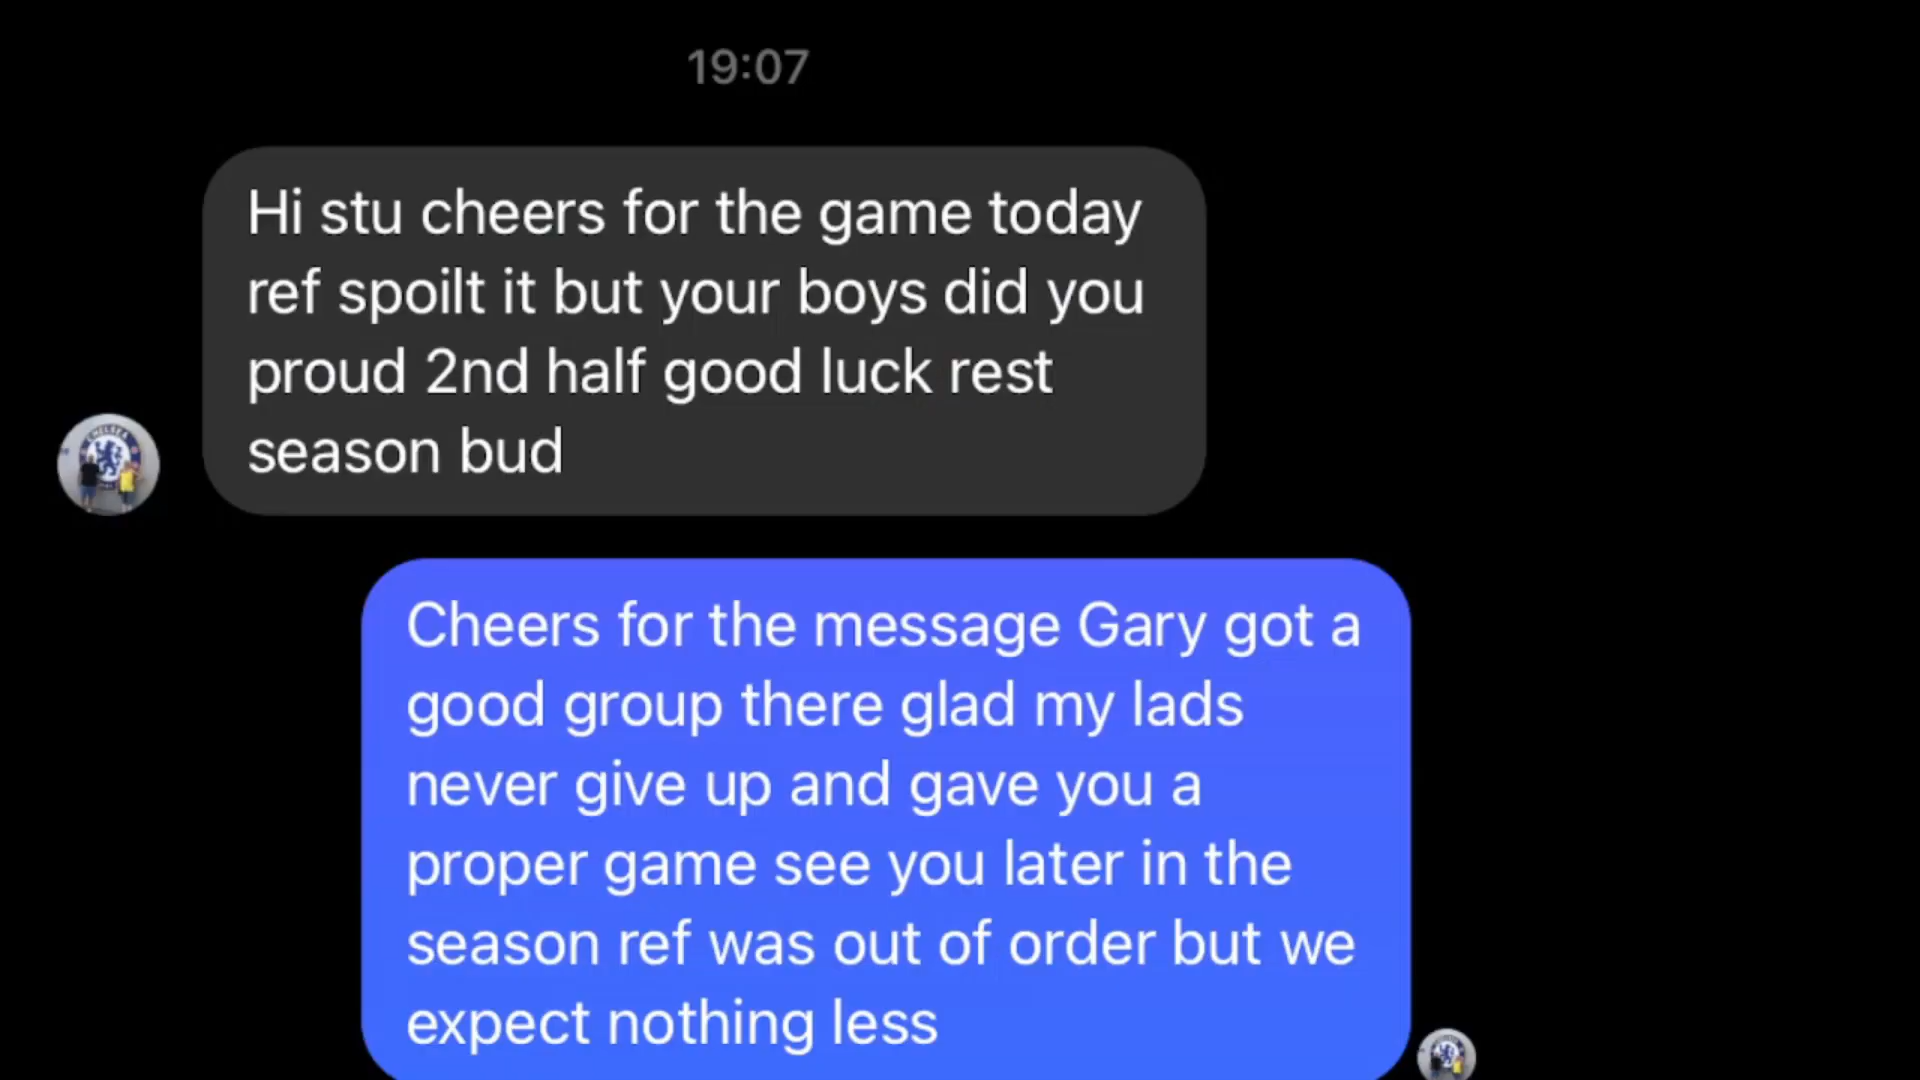 19:07
Hi stu cheers for the game today
ref spoilt it but your boys did you
proud 2nd half good luck rest
season bud
CHELSEA
Cheers for the message Gary got a
good group there glad my lads
never give up and gave you a
proper game see you later in the
season ref was out of order but we
expect nothing less